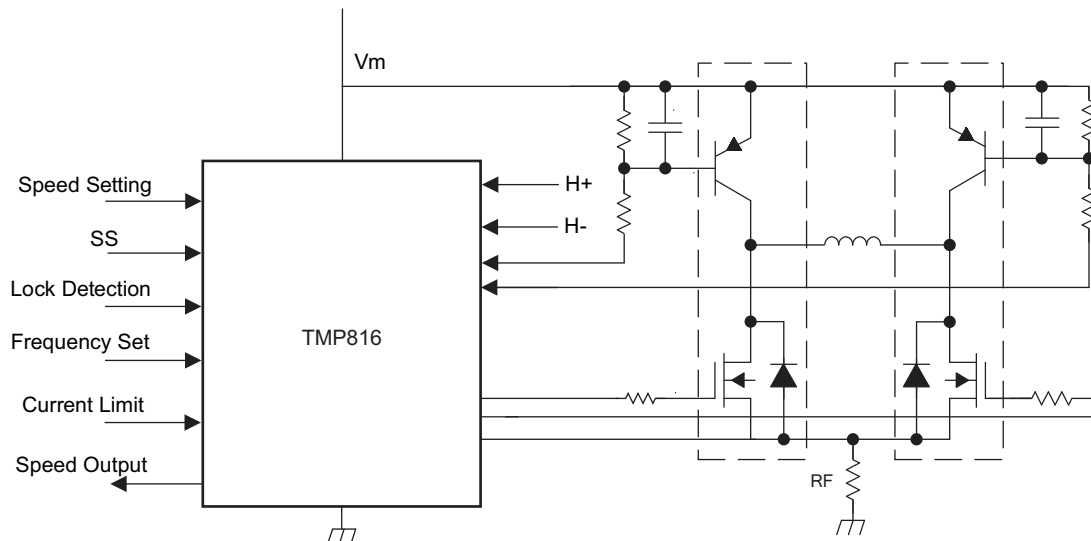 Vm
Speed Setting
H+
SS
H-
Lock Detection
TMP816
Frequency Set
Current Limit
Speed Output
RF